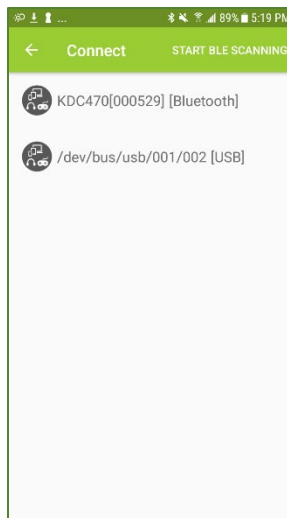 ... 89% 5:19 PM
Connect START BLE SCANNING
KDC470[000529] [Bluetooth]
/dev/bus/usb/001/002 [USB]